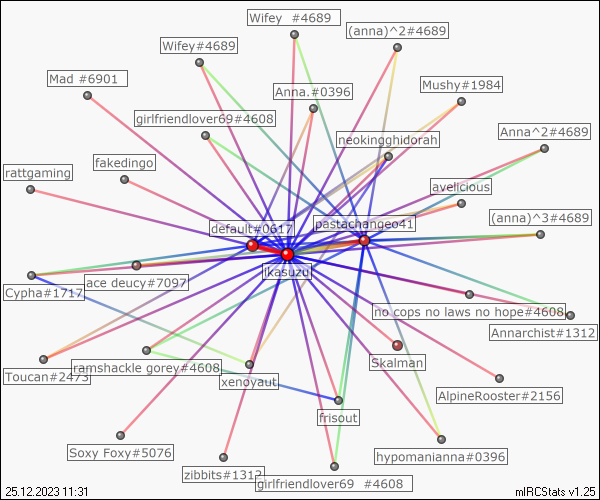 Wifey  #4689
(anna)^2#4689
Wifey#4689
Mad #6901
Mushy#1984
Anna.#0396
girlfriendlover69#4608
Anna^2#4689
neokingghidorah
fakedingo
rattgaming
avelicious
(anna)^3#4689
pastachangeo41
default#0617
ikasuzu
ace deucy#7097
Cypha#1717
no cops no laws no hope#4608
Annarchist#1312
Skalman
ramshackle gorey#4608
Toucan#2473
xenoyaut
AlpineRooster#2156
frisout
Soxy Foxy#5076
hypomanianna#0396
zibbits#1312
girlfriendlover69  #4608
25.12.2023 11:31
mIRCStats v1.25